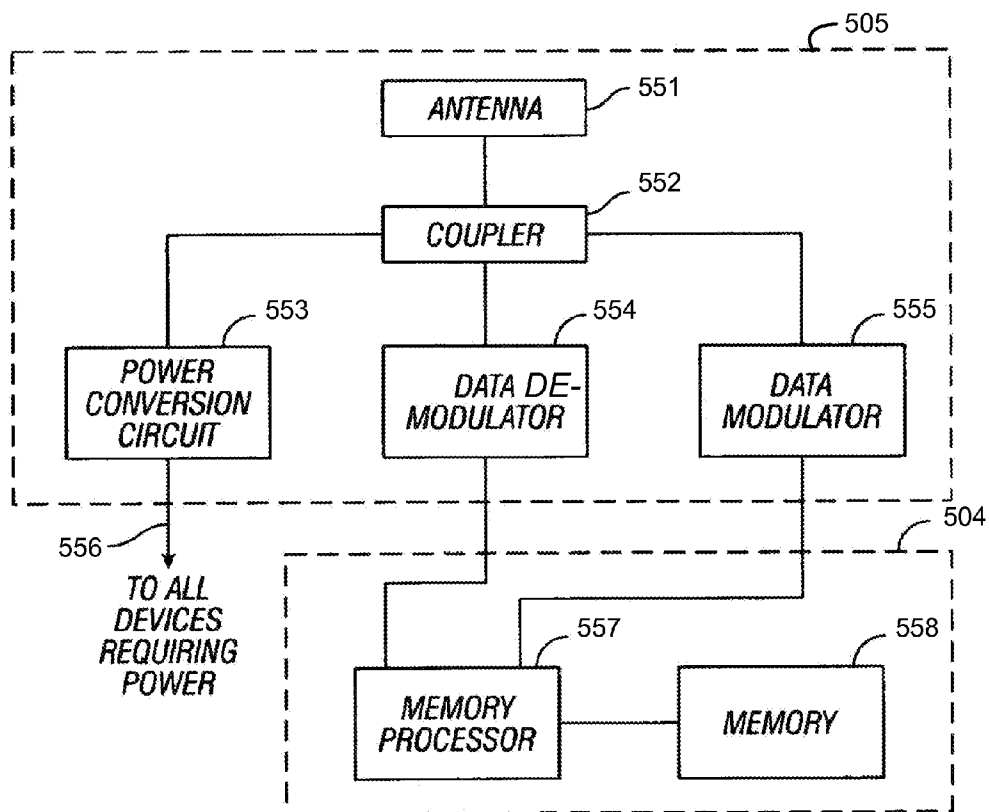 505
ANTENNA
551
552
COUPLER
553
554
555
POWER
CONVERSION
CIRCUIT
DATA DE-
MODULATOR
DATA
MODULATOR
504
556
TO ALL
DEVICES
REQUIRING
POWER
557
558
MEMORY
PROCESSOR
MEMORY